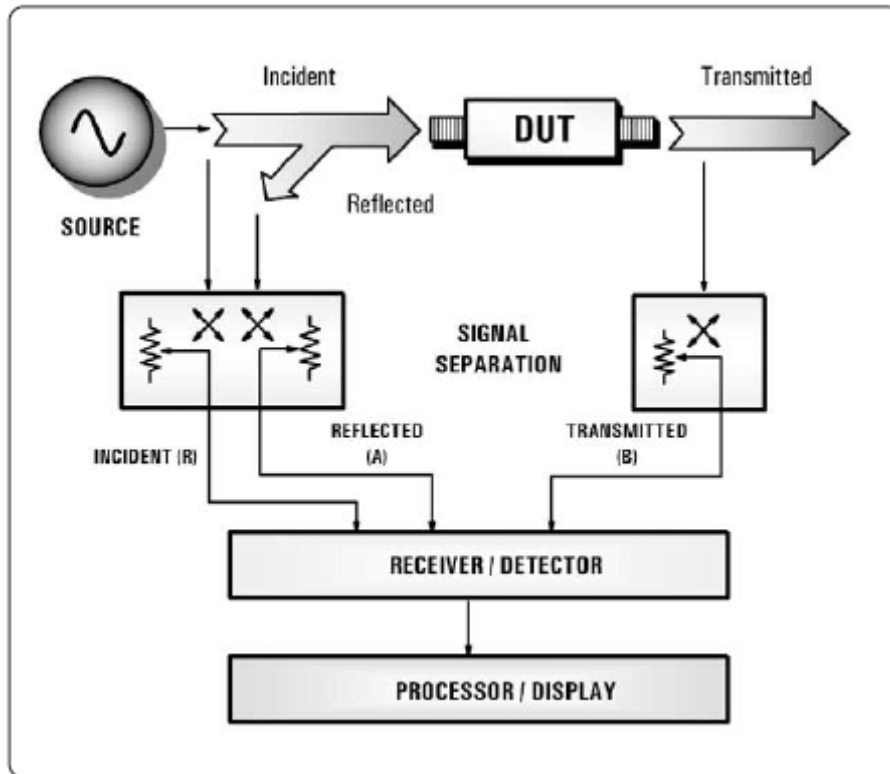 Incident
Transmitted
DUT
Reflected
SOURCE
SIGNAL
SEPARATION
INCIDENT (R)
REFLECTED
(A)
TRANSMITTED
(B)
RECEIVER / DETECTOR
PROCESSOR / DISPLAY